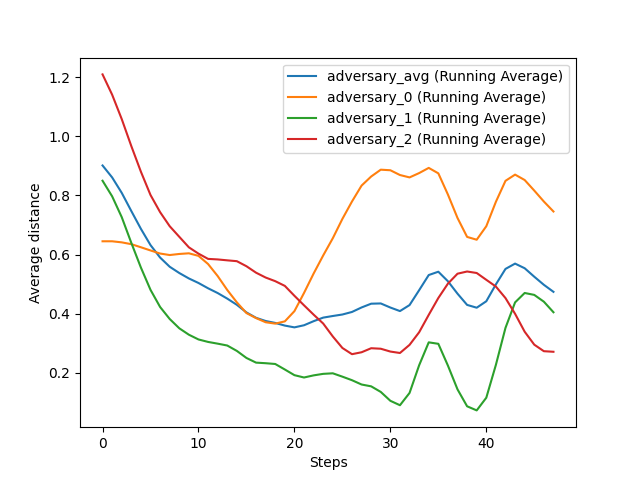 adversary_avg (Running Average)
adversary_0 (Running Average)
adversary_1 (Running Average)
adversary_2 (Running Average)
1.2
1.0
0.8
0.6
0.4
0.2
Average distance
0
10
20
30
40
Steps